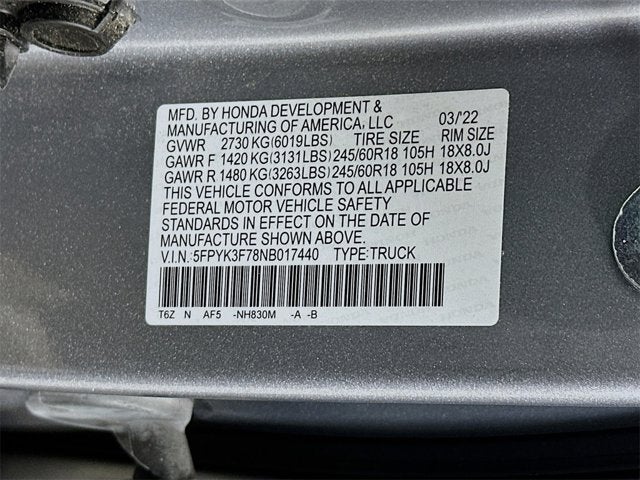 MFD. BY HONDA DEVELOPMENT &
MANUFACTURING OF AMERICA, LLC 03/'22
GVWR 2730 KG(6019LBS) TIRE SIZE RIM SIZE
GAWR F 1420 KG(3131LBS) 245/60R18 105H 18X8.0J
GAWR R 1480 KG(3263LBS) 245/60R18 105H 18X8.0J
THIS VEHICLE CONFORMS TO ALL APPLICABLE
FEDERAL MOTOR VEHICLE SAFETY
STANDARDS IN EFFECT ON THE DATE OF
MANUFACTURE SHOWN ABOVE.
V.I.N.:5FPYK3F78NB017440 TYPE:TRUCK
T6Z N AF5 -NH830M -A -B